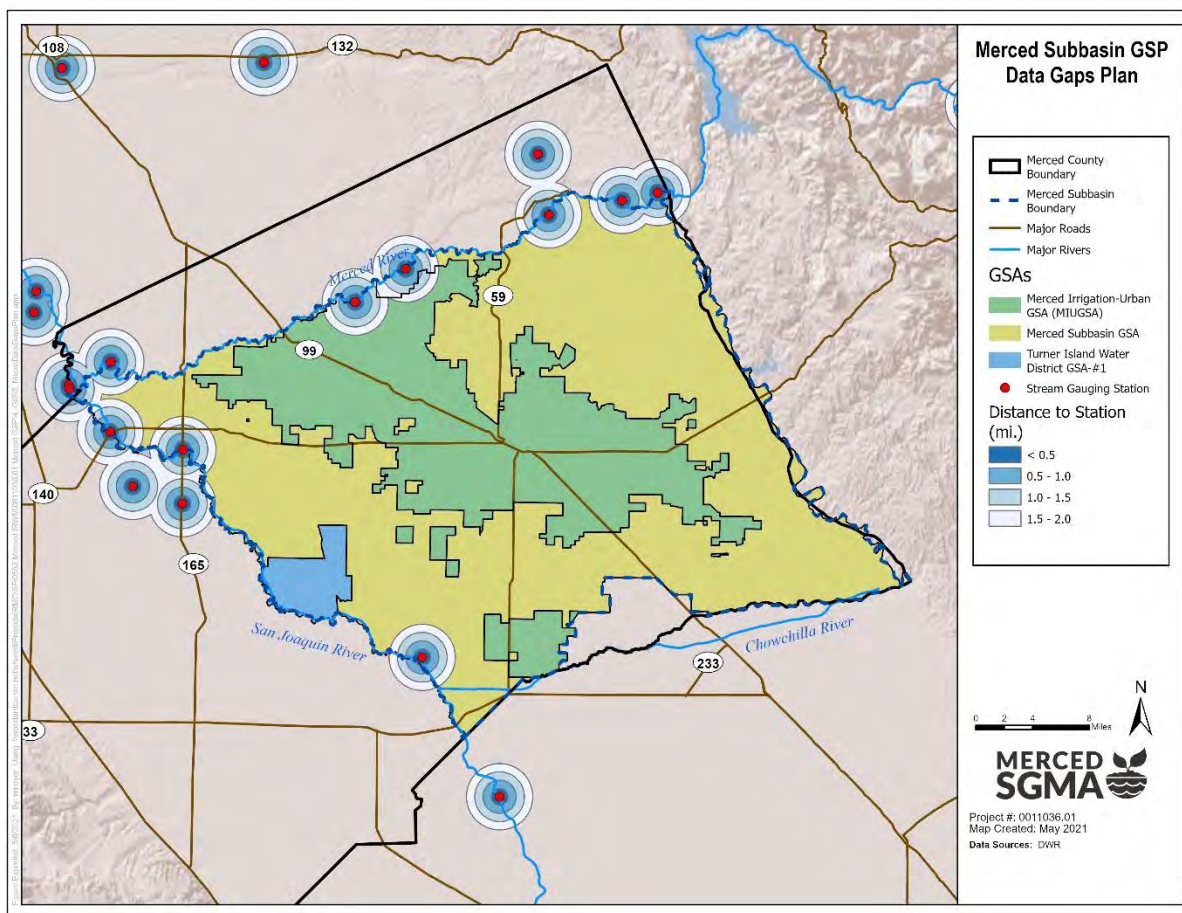 Merced Subbasin GSP
Data Gaps Plan
Merced County
Boundary
Merced Subbasin
Boundary
Major Roads
Major Rivers
GSAs
Merced Irrigation-Urban
GSA (MIUGSA)
Merced Subbasin GSA
Turner Island Water
District GSA-#1
Stream Gauging Station
Distance to Station
(mi.)
< 0.5
0.5 - 1.0
1.0 - 1.5
1.5 - 2.0
108
132
Merced River
59
99
140
165
San Joaquin River
Chowchilla River
233
33
N
0 2 4 8
Miles
MERCED
SGMA
Project #: 0011036.01
Map Created: May 2021
Data Sources: DWR